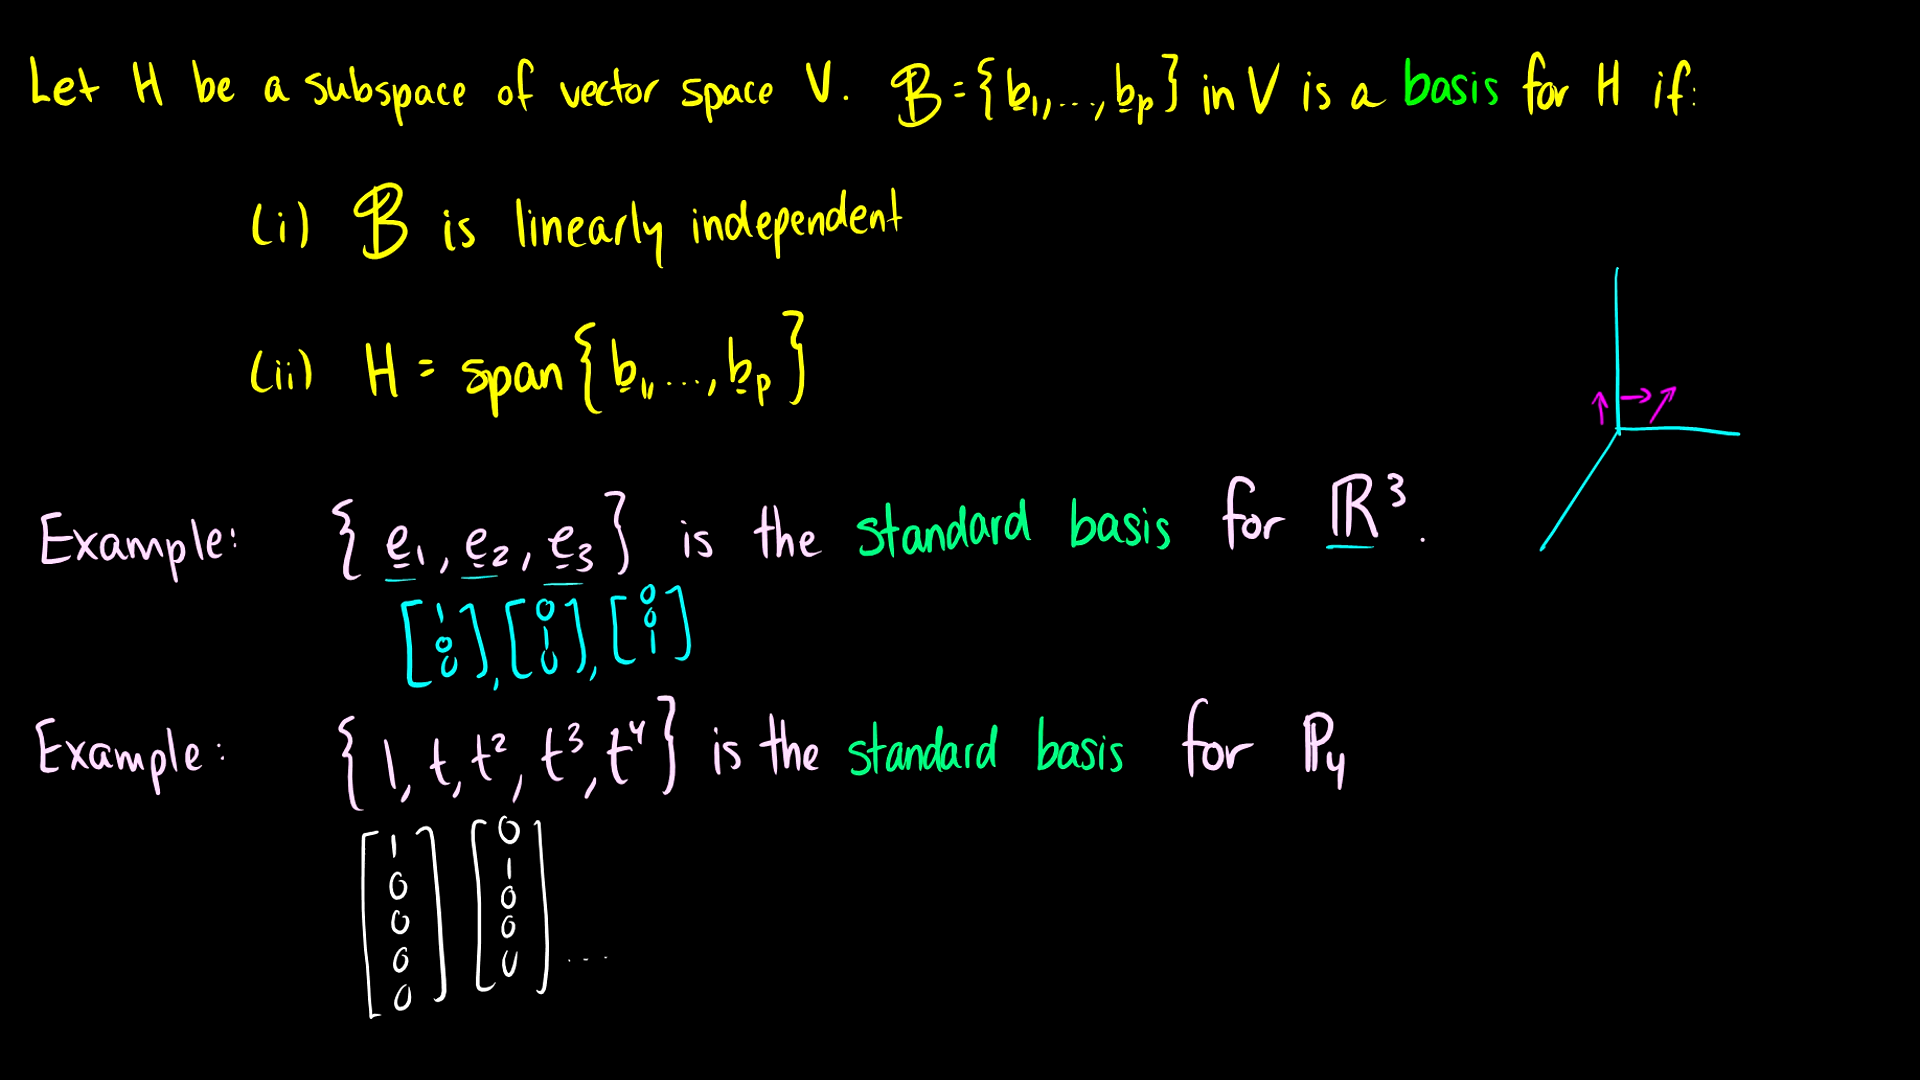 Let H be a subspace of vector space V. ℬ = {b₁, ..., bₚ} in V is a basis for H if:
(i) ℬ is linearly independent
(ii) H = span{b₁, ..., bₚ}
Example: {e₁, e₂, e₃} is the standard basis for ℝ³.
[1 0 0], [0 1 0], [0 0 1]
Example: {1, t, t², t³, t⁴} is the standard basis for ℙ₄
[1 0 0 0 0] [0 1 0 0 0] ...